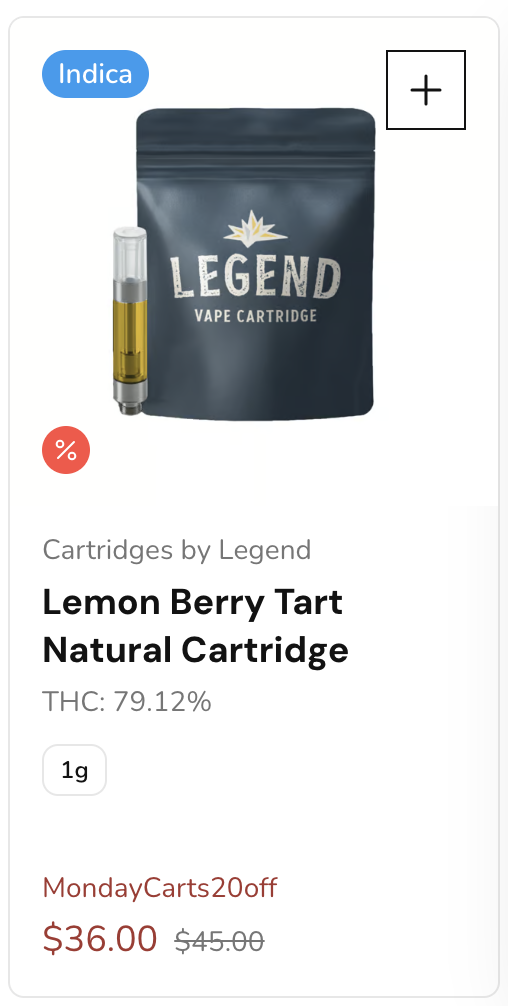 Indica
LEGEND
VAPE CARTRIDGE
%
Cartridges by Legend
Lemon Berry Tart
Natural Cartridge
THC: 79.12%
1g
MondayCarts20off
$36.00 $45.00